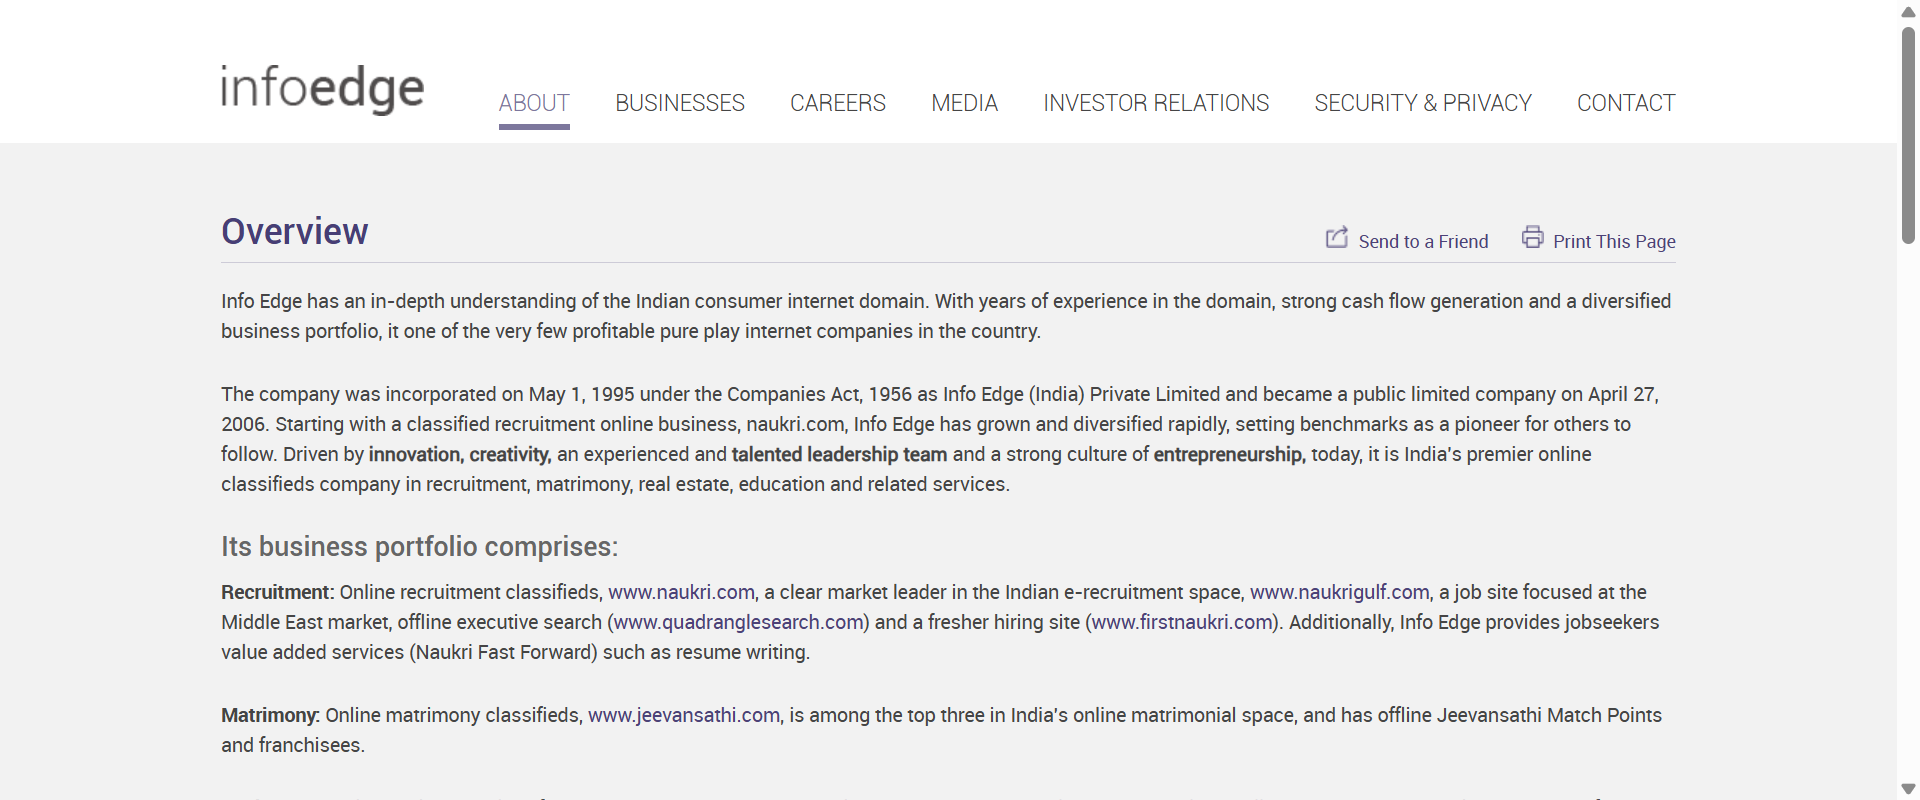 infoedge
ABOUT BUSINESSES CAREERS MEDIA INVESTOR RELATIONS SECURITY & PRIVACY CONTACT
Overview
Send to a Friend Print This Page
Info Edge has an in-depth understanding of the Indian consumer internet domain. With years of experience in the domain, strong cash flow generation and a diversified
business portfolio, it one of the very few profitable pure play internet companies in the country.
The company was incorporated on May 1, 1995 under the Companies Act, 1956 as Info Edge (India) Private Limited and became a public limited company on April 27,
2006. Starting with a classified recruitment online business, naukri.com, Info Edge has grown and diversified rapidly, setting benchmarks as a pioneer for others to
follow. Driven by innovation, creativity, an experienced and talented leadership team and a strong culture of entrepreneurship, today, it is India's premier online
classifieds company in recruitment, matrimony, real estate, education and related services.
Its business portfolio comprises:
Recruitment: Online recruitment classifieds, www.naukri.com, a clear market leader in the Indian e-recruitment space, www.naukrigulf.com, a job site focused at the
Middle East market, offline executive search (www.quadranglesearch.com) and a fresher hiring site (www.firstnaukri.com). Additionally, Info Edge provides jobseekers
value added services (Naukri Fast Forward) such as resume writing.
Matrimony: Online matrimony classifieds, www.jeevansathi.com, is among the top three in India's online matrimonial space, and has offline Jeevansathi Match Points
and franchisees.